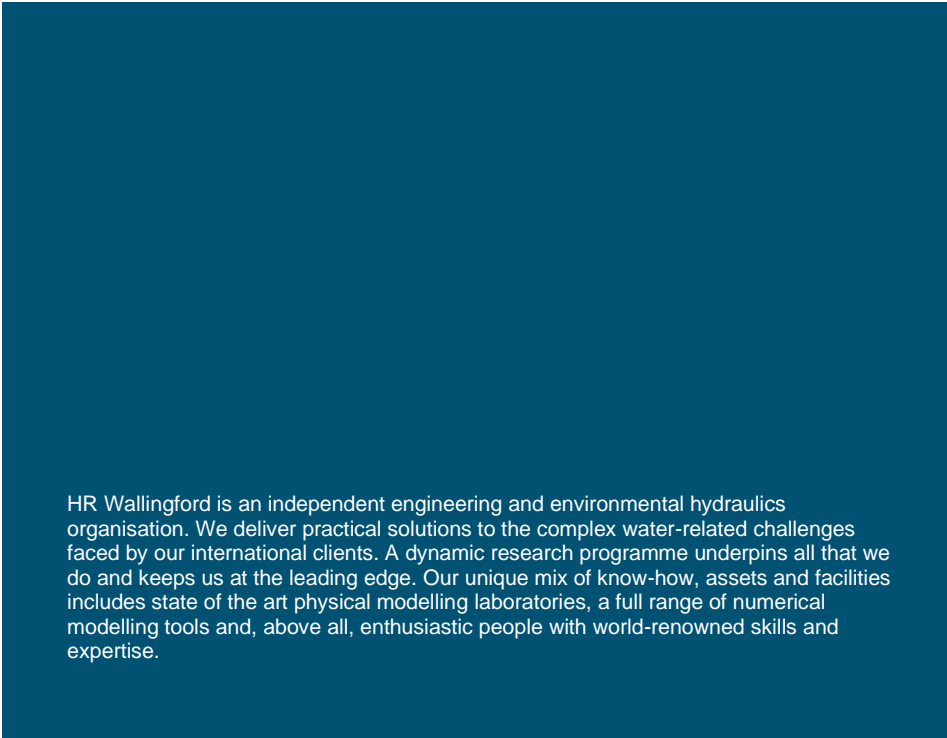 HR Wallingford is an independent engineering and environmental hydraulics
organisation. We deliver practical solutions to the complex water-related challenges
faced by our international clients. A dynamic research programme underpins all that we
do and keeps us at the leading edge. Our unique mix of know-how, assets and facilities
includes state of the art physical modelling laboratories, a full range of numerical
modelling tools and, above all, enthusiastic people with world-renowned skills and
expertise.